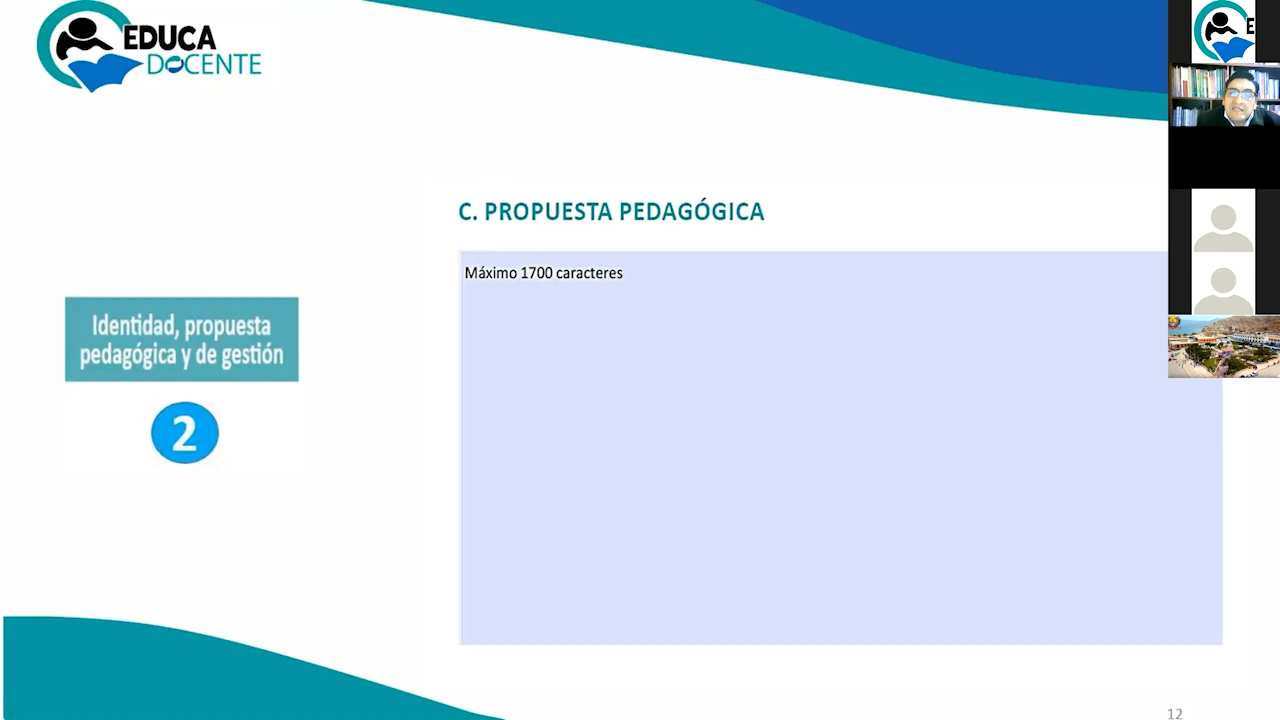 EDUCA
DOCENTE
E
C. PROPUESTA PEDAGÓGICA
Máximo 1700 caracteres
Identidad, propuesta
pedagógica y de gestión
2
12